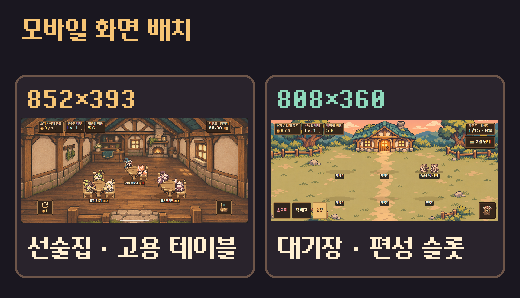 모바일 화면 배치
852×393
선술집 · 고용 테이블
808×360
대기장 · 편성 슬롯